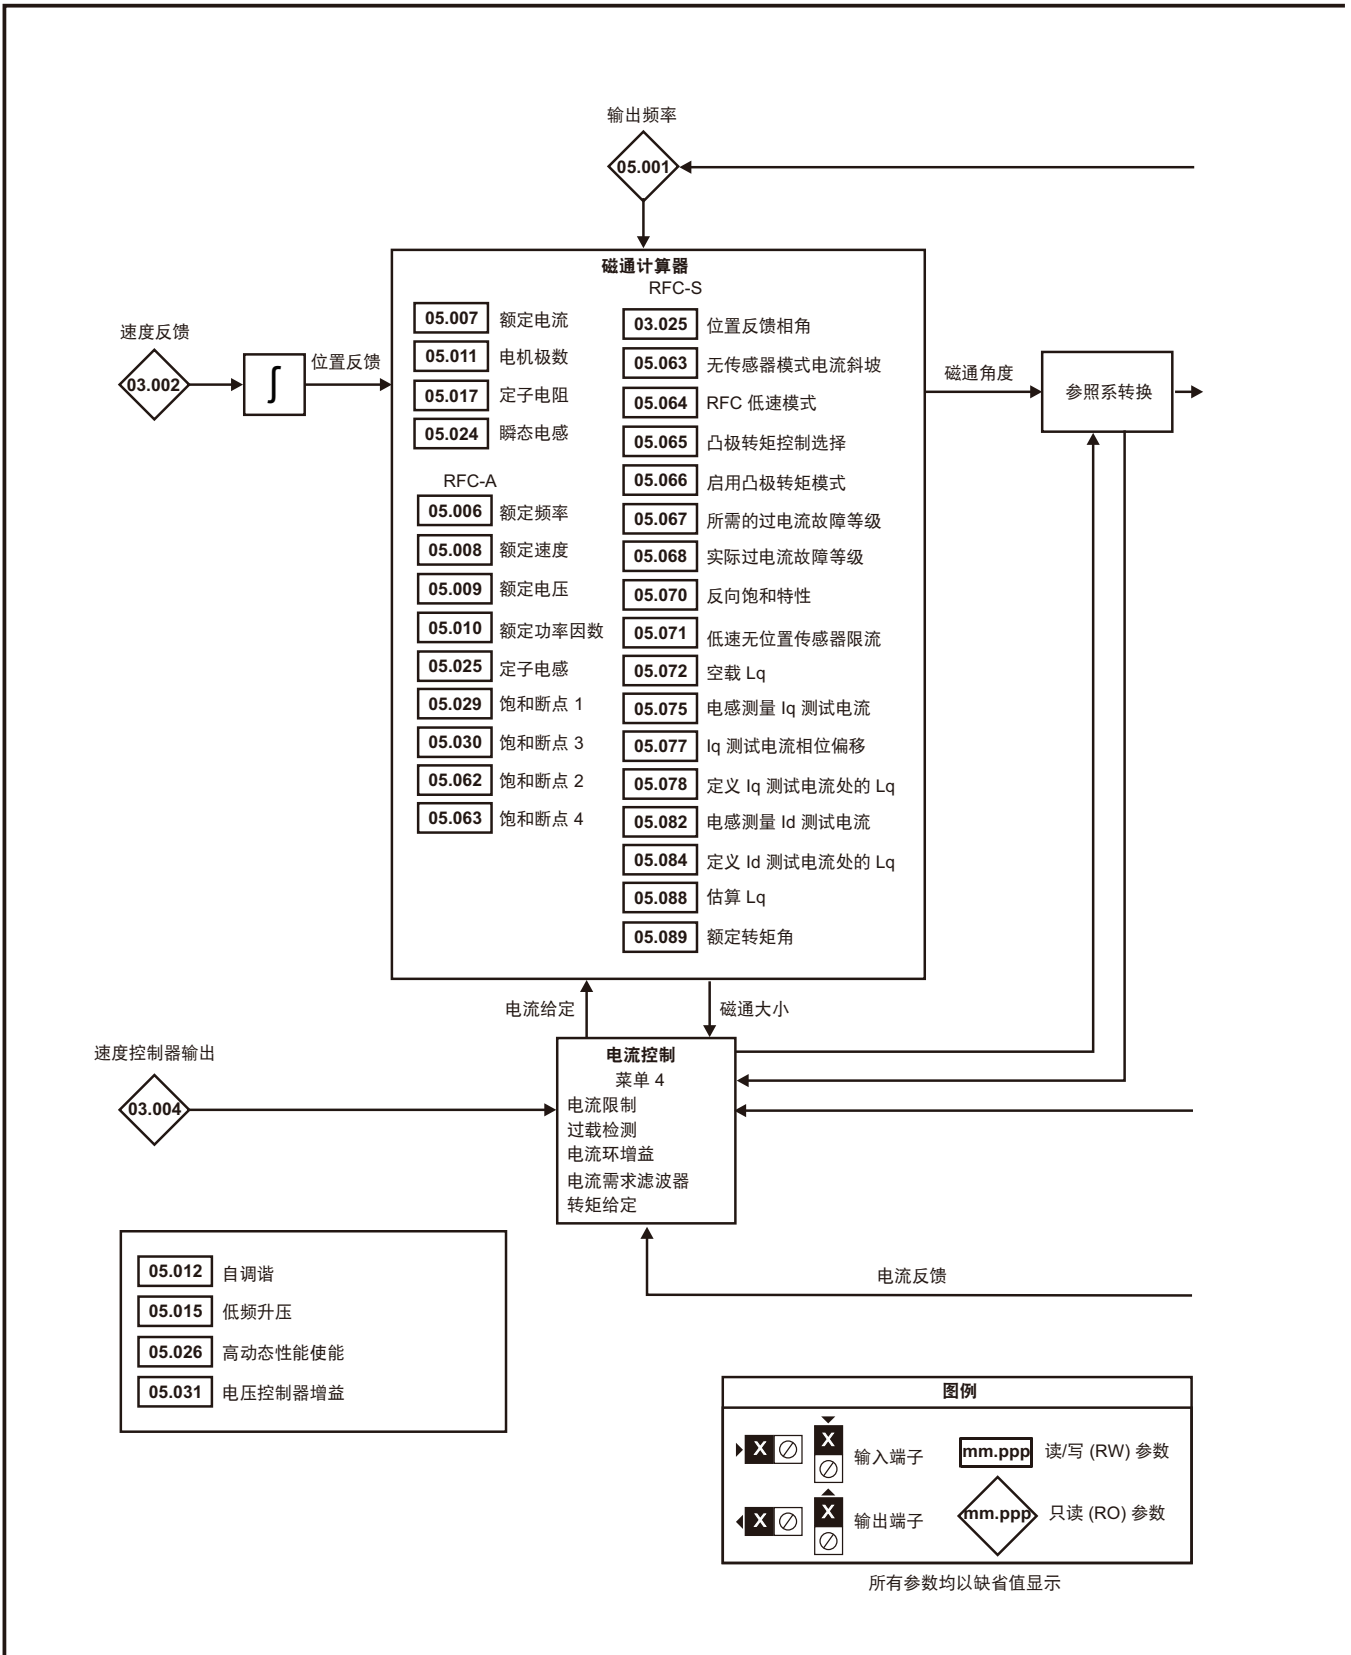 输出频率
05.001
磁通计算器
RFC-S
05.007 额定电流
05.011 电机极数
05.017 定子电阻
05.024 瞬态电感
RFC-A
05.006 额定频率
05.008 额定速度
05.009 额定电压
05.010 额定功率因数
05.025 定子电感
05.029 饱和断点 1
05.030 饱和断点 3
05.062 饱和断点 2
05.063 饱和断点 4
03.025 位置反馈相角
05.063 无传感器模式电流斜坡
05.064 RFC 低速模式
05.065 凸极转矩控制选择
05.066 启用凸极转矩模式
05.067 所需的过电流故障等级
05.068 实际过电流故障等级
05.070 反向饱和特性
05.071 低速无位置传感器限流
05.072 空载 Lq
05.075 电感测量 Iq 测试电流
05.077 Iq 测试电流相位偏移
05.078 定义 Iq 测试电流处的 Lq
05.082 电感测量 Id 测试电流
05.084 定义 Id 测试电流处的 Lq
05.088 估算 Lq
05.089 额定转矩角
速度反馈
03.002
∫
位置反馈
磁通角度
参照系转换
电流给定
磁通大小
速度控制器输出
03.004
电流控制
菜单 4
电流限制
过载检测
电流环增益
电流需求滤波器
转矩给定
电流反馈
05.012 自调谐
05.015 低频升压
05.026 高动态性能使能
05.031 电压控制器增益
图例
X X 输入端子
mm.ppp 读/写 (RW) 参数
X X 输出端子
mm.ppp 只读 (RO) 参数
所有参数均以缺省值显示